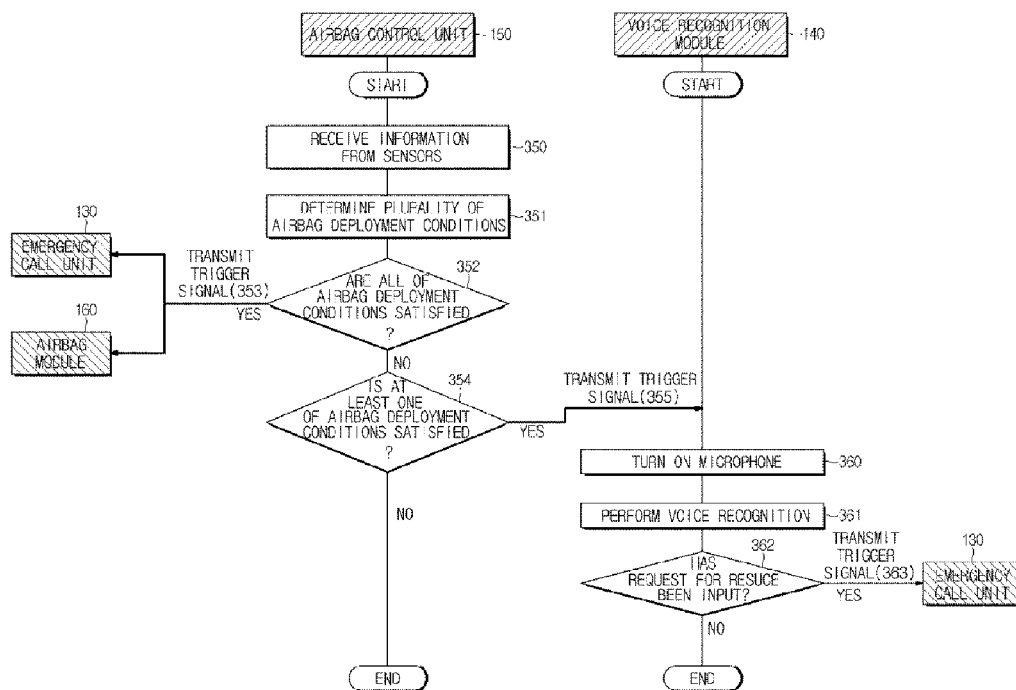 AIRBAG CONTROL UNIT
150
VOICE RECOGNITION
MODULE
140
START
START
RECEIVE INFORMATION
FROM SENSORS
350
DETERMINE PLURALITY OF
AIRBAG DEPLOYMENT CONDITIONS
351
130
EMERGENCY
CALL UNIT
TRANSMIT
TRIGGER
SIGNAL(353)
YES
352
ARE ALL OF
AIRBAG DEPLOYMENT
CONDITIONS SATISFIED
?
160
AIRBAG
MODULE
NO
354
IS AT
LEAST ONE
OF AIRBAG DEPLOYMENT
CONDITIONS SATISFIED
?
TRANSMIT TRIGGER
SIGNAL(355)
YES
NO
TURN ON MICROPHONE
360
PERFORM VOICE RECOGNITION
361
362
HAS
REQUEST FOR RESUCE
BEEN INPUT?
TRANSMIT
TRIGGER
SIGNAL(363)
YES
130
EMERGENCY
CALL UNIT
NO
END
END